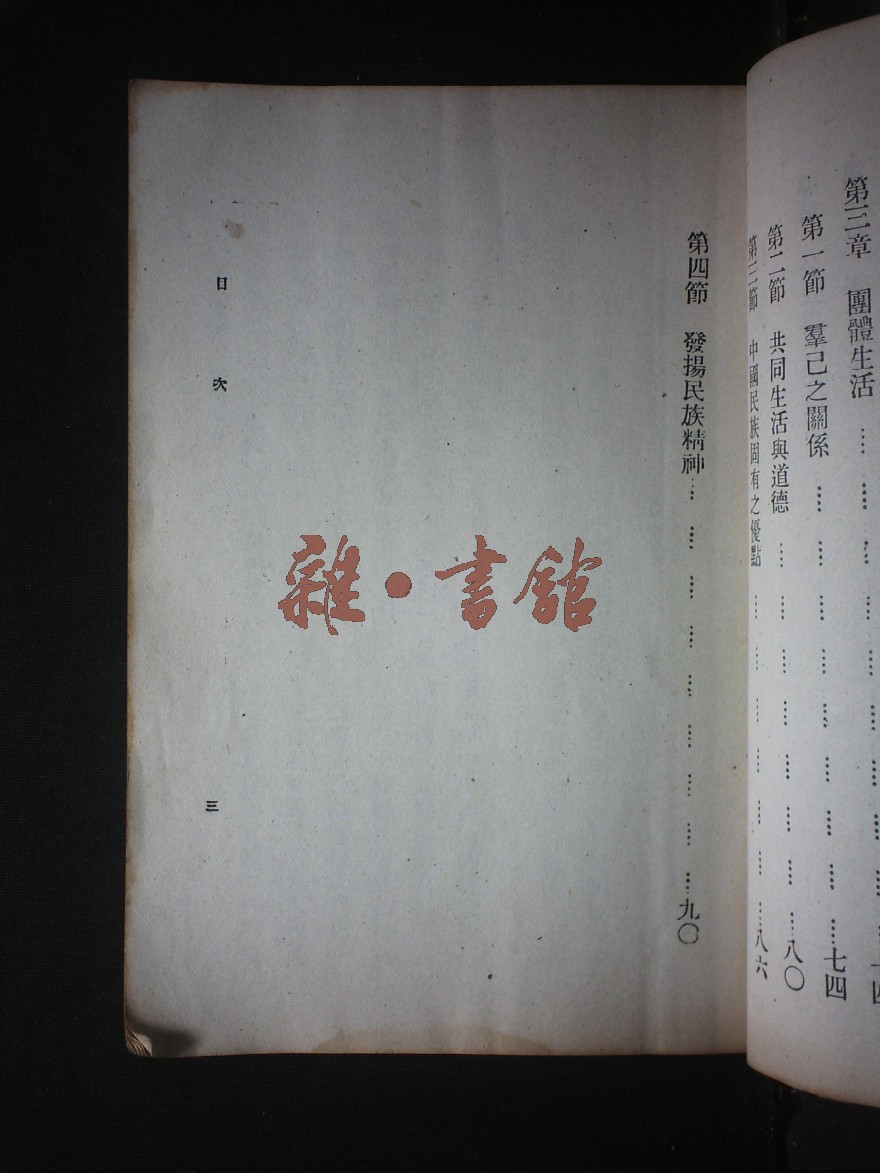 第三章　團體生活
第一節　羣己之關係………………………………七四
第二節　共同生活與道德………………………………八〇
第三節　中國民族固有之優點………………………………八六
第四節　發揚民族精神………………………………九〇
目次
三
雜・書館